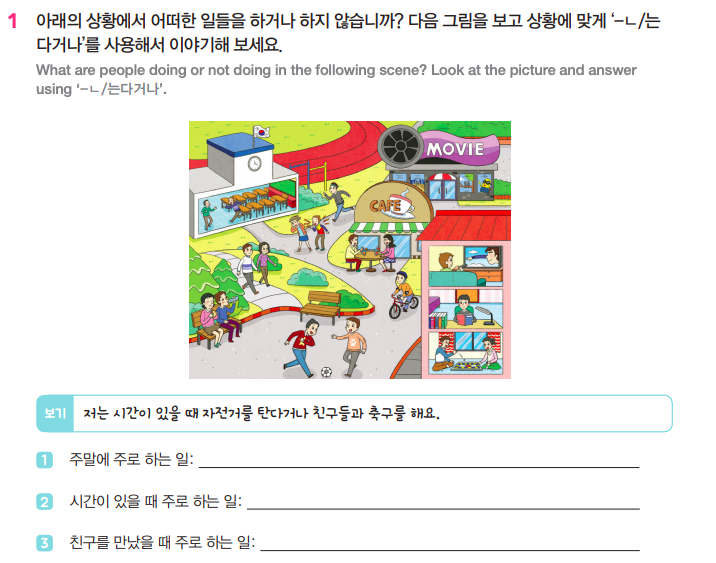 1 아래의 상황에서 어떠한 일들을 하거나 하지 않습니까? 다음 그림을 보고 상황에 맞게 ‘–ㄴ/는
다거나’를 사용해서 이야기해 보세요.
What are people doing or not doing in the following scene? Look at the picture and answer
using ‘–ㄴ/는다거나’.
MOVIE
CAFE
보기 저는 시간이 있을 때 자전거를 탄다거나 친구들과 축구를 해요.
1 주말에 주로 하는 일:
2 시간이 있을 때 주로 하는 일:
3 친구를 만났을 때 주로 하는 일: